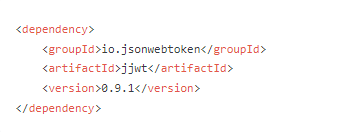 <dependency>
    <groupId>io.jsonwebtoken</groupId>
    <artifactId>jjwt</artifactId>
    <version>0.9.1</version>
</dependency>